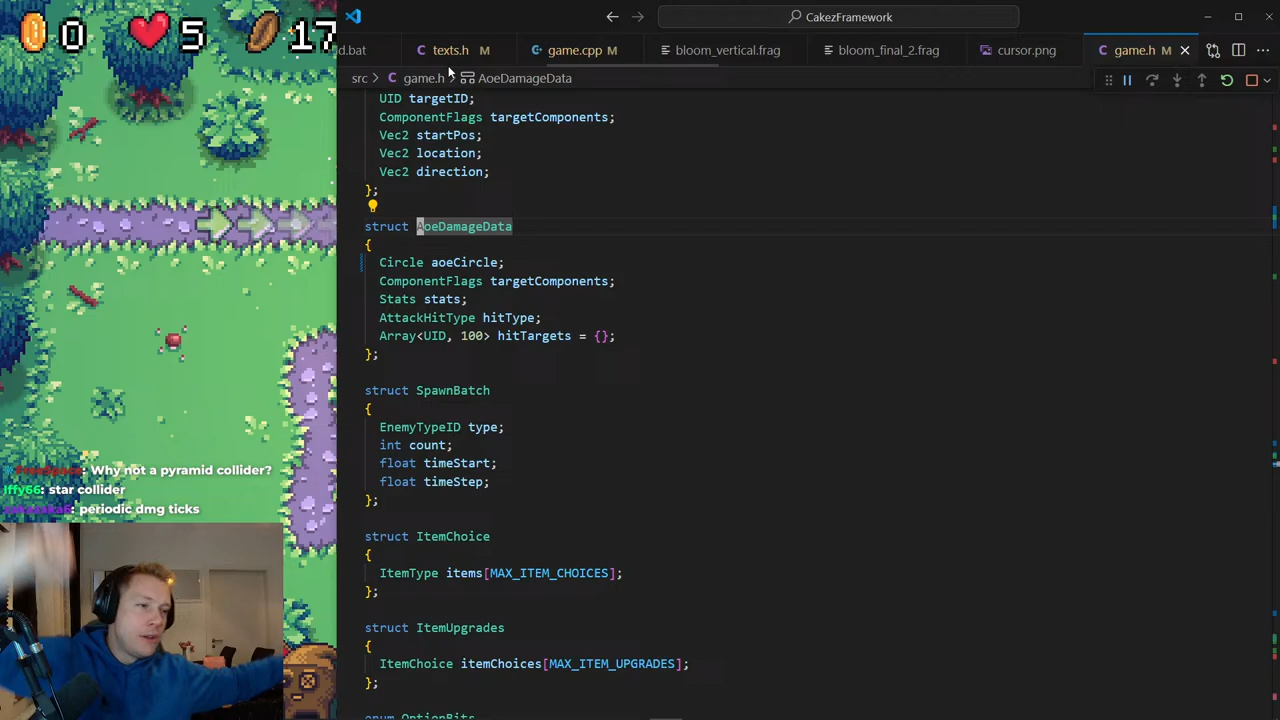 0 5 17
CakezFramework
d.bat
texts.h M
game.cpp M
bloom_vertical.frag
bloom_final_2.frag
cursor.png
game.h M
src > game.h > AoeDamageData
UID targetID;
ComponentFlags targetComponents;
Vec2 startPos;
Vec2 location;
Vec2 direction;
};
struct AoeDamageData
{
Circle aoeCircle;
ComponentFlags targetComponents;
Stats stats;
AttackHitType hitType;
Array<UID, 100> hitTargets = {};
};
struct SpawnBatch
{
EnemyTypeID type;
int count;
float timeStart;
float timeStep;
};
struct ItemChoice
{
ItemType items[MAX_ITEM_CHOICES];
};
struct ItemUpgrades
{
ItemChoice itemChoices[MAX_ITEM_UPGRADES];
};
enum OptionBits
Why not a pyramid collider?
lffy66: star collider
periodic dmg ticks